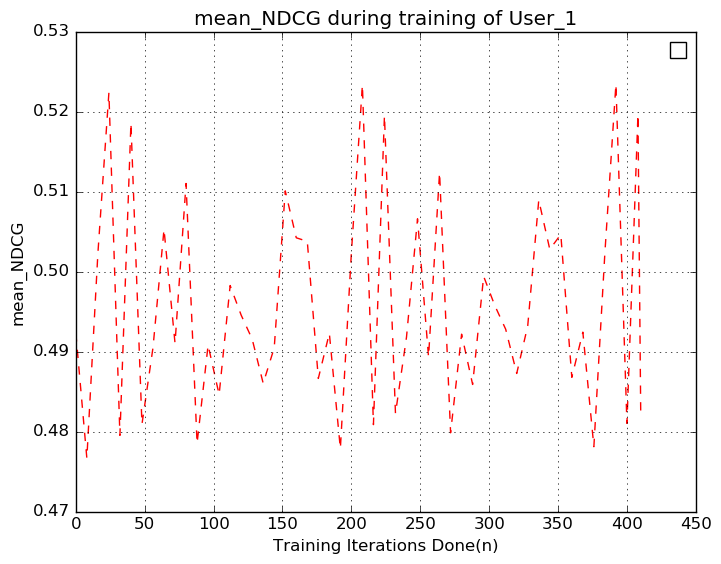 mean_NDCG during training of User_1
0.53
0.52
0.51
0.50
0.49
0.48
0.47
mean_NDCG
0 50 100 150 200 250 300 350 400 450
Training Iterations Done(n)